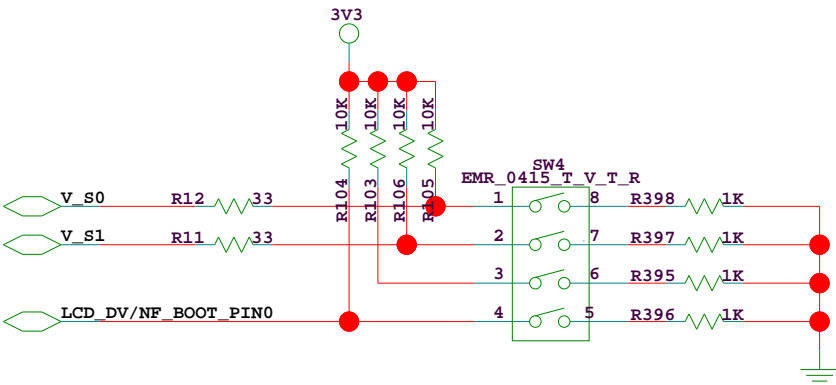 3V3
10K 10K 10K 10K
R104 R103 R106 R105
SW4
EMR_0415_T_V_T_R
V_S0 R12 33 1 8 R398 1K
V_S1 R11 33 2 7 R397 1K
3 6 R395 1K
LCD_DV/NF_BOOT_PIN0 4 5 R396 1K